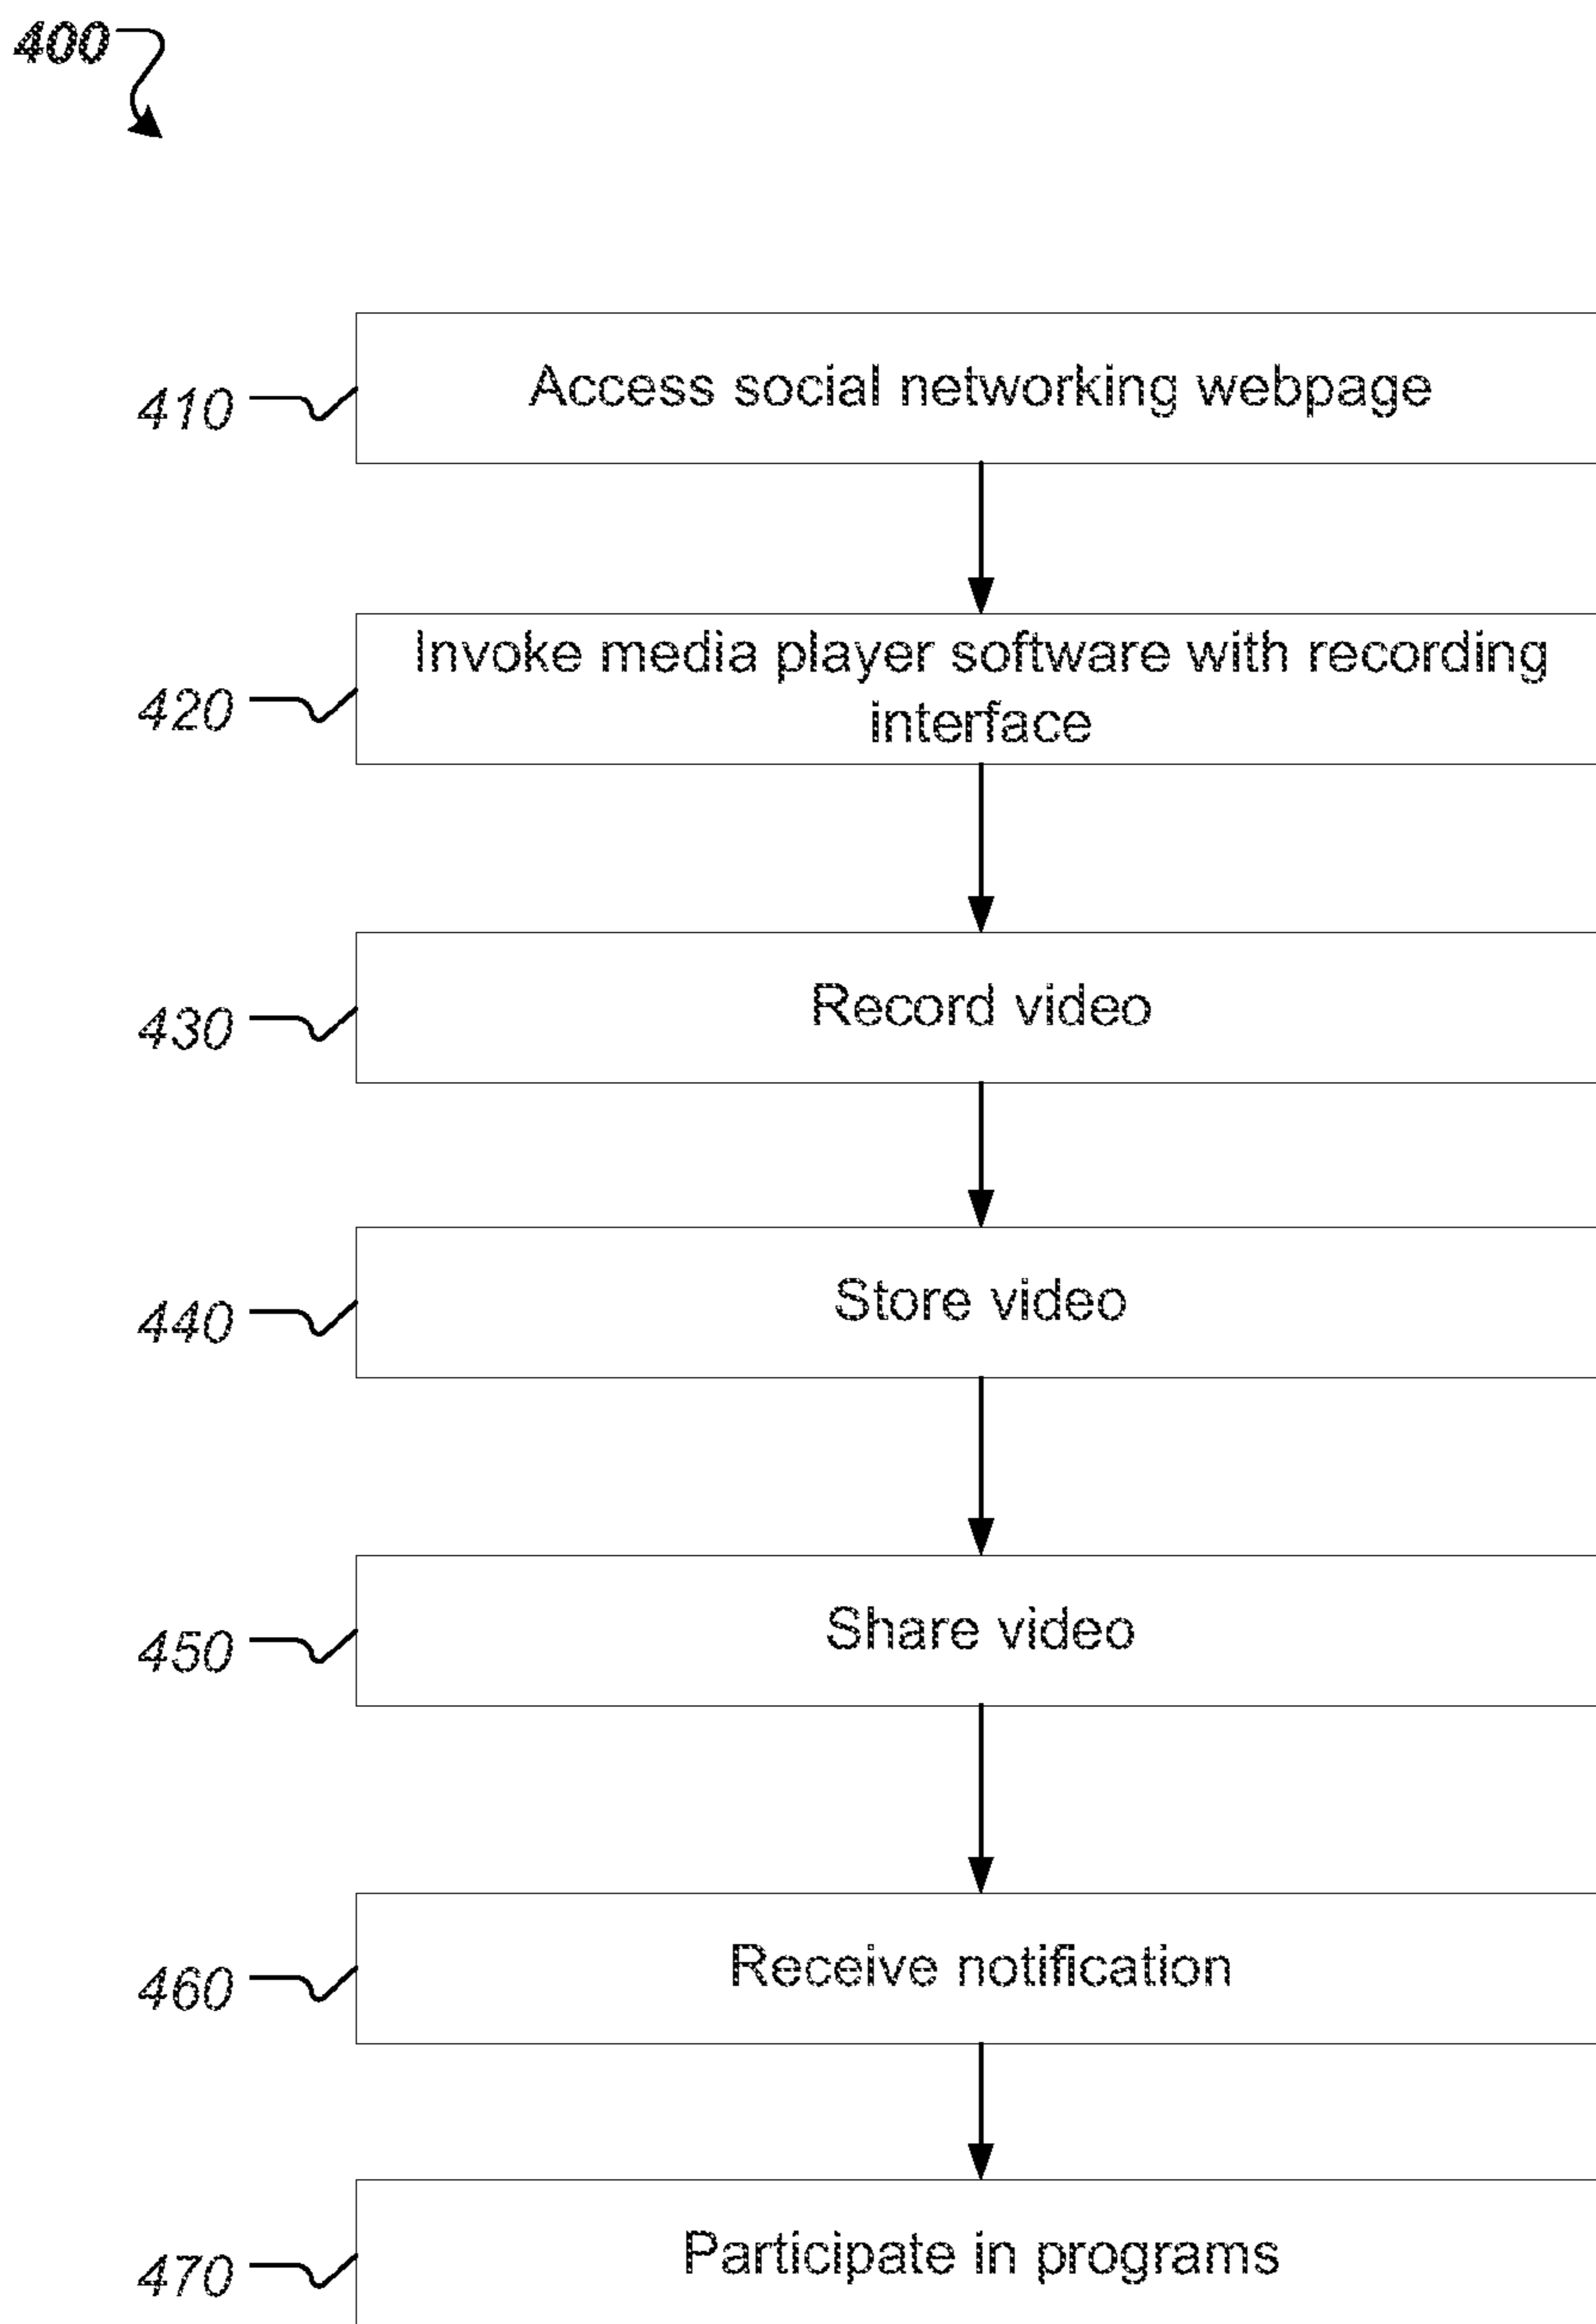 400
410
Access social networking webpage
420
Invoke media player software with recording
interface
430
Record video
440
Store video
450
Share video
460
Receive notification
470
Participate in programs